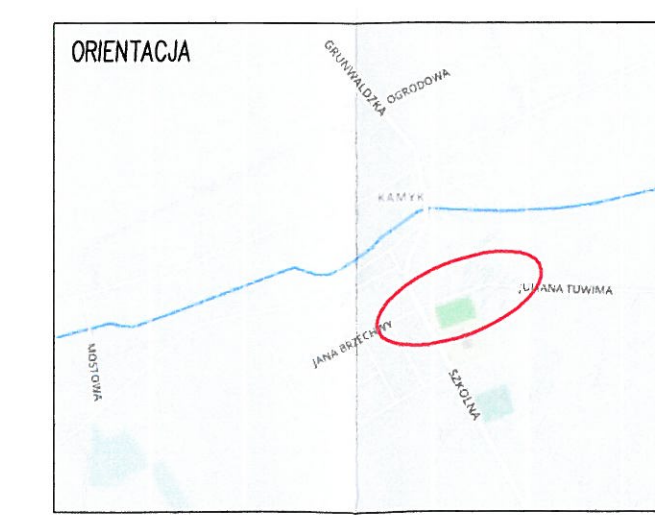 ORIENTACJA
GRUNWALDZKA
OGRODOWA
KAMYK
JULIANA TUWIMA
JANA BRZECHWY
MOSTOWA
SZKOLNA